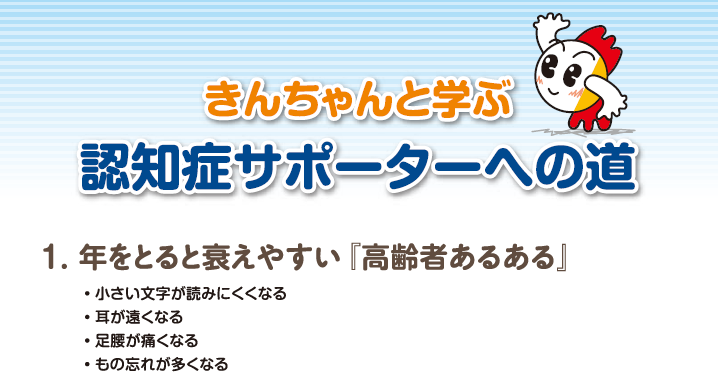 きんちゃんと学ぶ
認知症サポーターへの道
1. 年をとると衰えやすい『高齢者あるある』
・小さい文字が読みにくくなる
・耳が遠くなる
・足腰が痛くなる
・もの忘れが多くなる